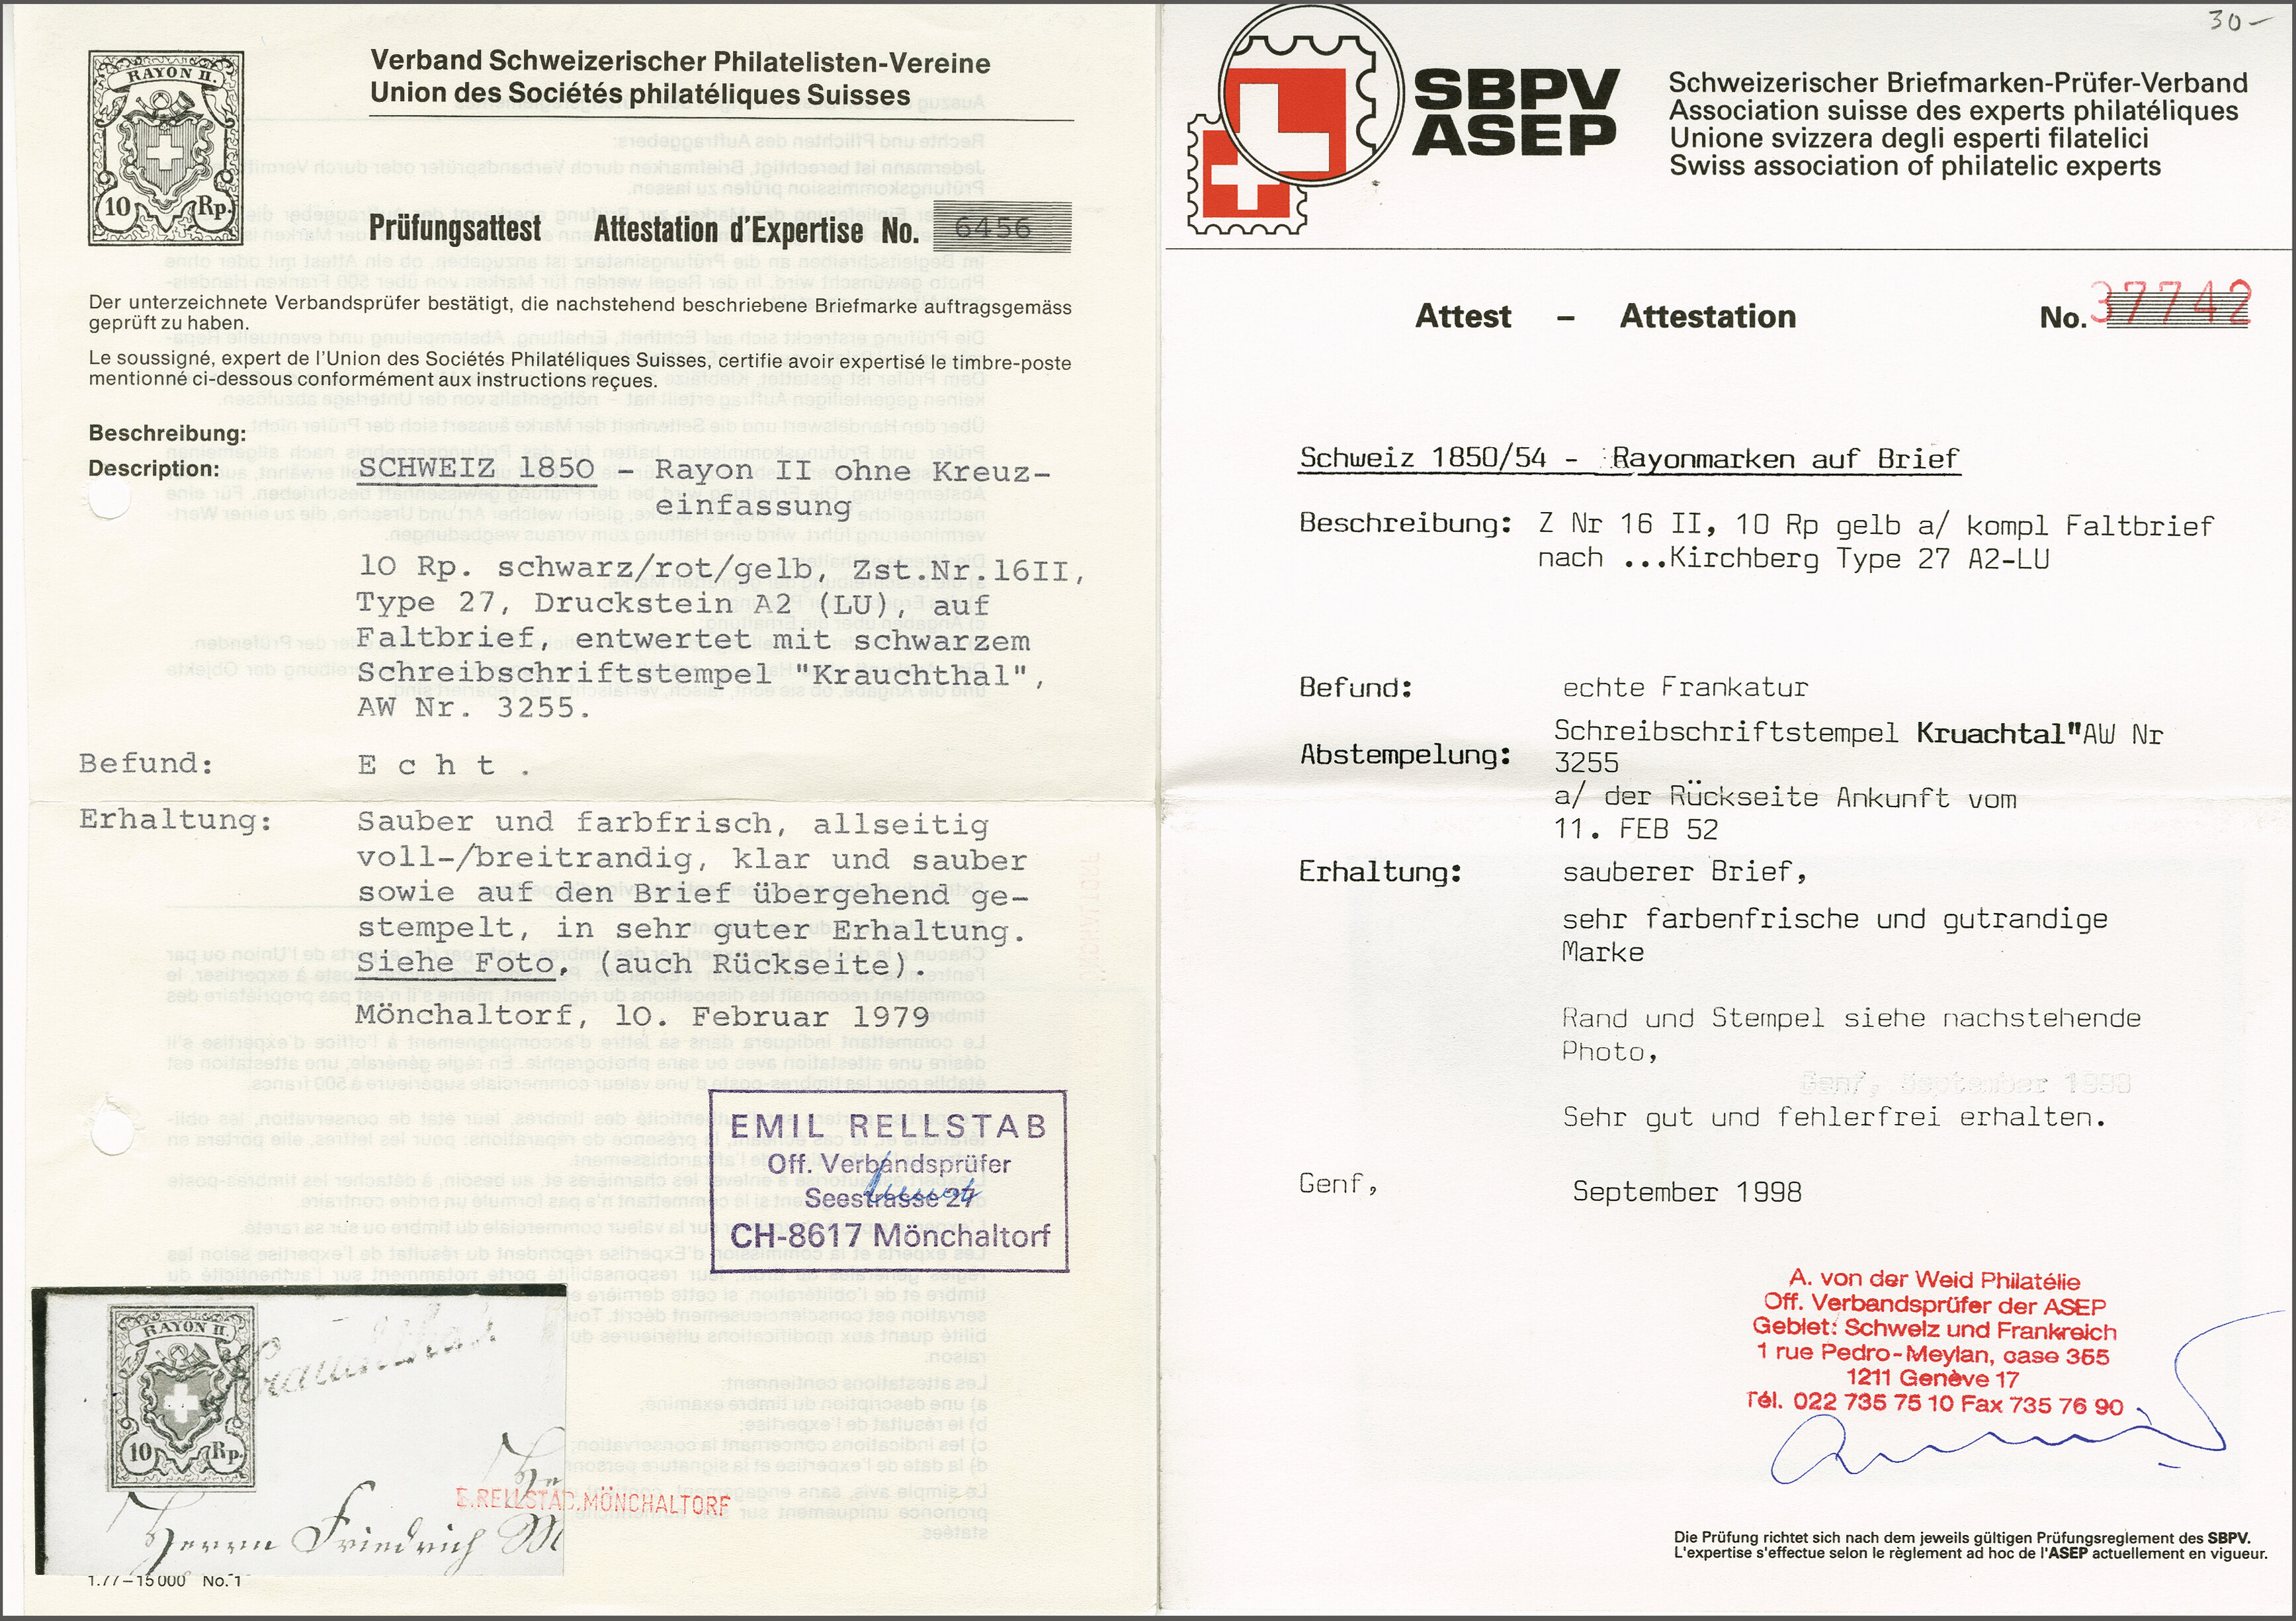 RAYON II.
10 Rp.
Verband Schweizerischer Philatelisten-Vereine
Union des Sociétés philatéliques Suisses
Prüfungsattest Attestation d'Expertise No. 6456
Der unterzeichnete Verbandsprüfer bestätigt, die nachstehend beschriebene Briefmarke auftragsgemäss
geprüft zu haben.
Le soussigné, expert de l'Union des Sociétés Philatéliques Suisses, certifie avoir expertisé le timbre-poste
mentionné ci-dessous conformément aux instructions reçues.
Beschreibung:
Description: SCHWEIZ 1850 - Rayon II ohne Kreuz-
einfassung
10 Rp. schwarz/rot/gelb, Zst.Nr.16II,
Type 27, Druckstein A2 (LU), auf
Faltbrief, entwertet mit schwarzem
Schreibschriftstempel "Krauchthal",
AW Nr. 3255.
Befund: E c h t .
Erhaltung: Sauber und farbfrisch, allseitig
voll-/breitrandig, klar und sauber
sowie auf den Brief übergehend ge-
stempelt, in sehr guter Erhaltung.
Siehe Foto, (auch Rückseite).
Mönchaltorf, 10. Februar 1979
EMIL RELLSTAB
Off. Verbandsprüfer
Seestrasse 27
CH-8617 Mönchaltorf
RAYON II.
Krauchthal
10 Rp.
E.RELLSTAB.MÖNCHALTORF
Herrn Friedrich M
1.77–15000 No. 1
30-
SBPV
ASEP
Schweizerischer Briefmarken-Prüfer-Verband
Association suisse des experts philatéliques
Unione svizzera degli esperti filatelici
Swiss association of philatelic experts
Attest – Attestation No. 37742
Schweiz 1850/54 - Rayonmarken auf Brief
Beschreibung: Z Nr 16 II, 10 Rp gelb a/ kompl Faltbrief
nach ...Kirchberg Type 27 A2-LU
Befund: echte Frankatur
Schreibschriftstempel Kruachtal"AW Nr
Abstempelung: 3255
a/ der Rückseite Ankunft vom
11. FEB 52
Erhaltung: sauberer Brief,
sehr farbenfrische und gutrandige
Marke
Rand und Stempel siehe nachstehende
Photo,
Genf, September 1998
Sehr gut und fehlerfrei erhalten.
Genf, September 1998
A. von der Weid Philatélie
Off. Verbandsprüfer der ASEP
Gebiet: Schweiz und Frankreich
1 rue Pedro-Meylan, case 365
1211 Genève 17
Tél. 022 735 75 10 Fax 735 76 90
Die Prüfung richtet sich nach dem jeweils gültigen Prüfungsreglement des SBPV.
L'expertise s'effectue selon le règlement ad hoc de l'ASEP actuellement en vigueur.